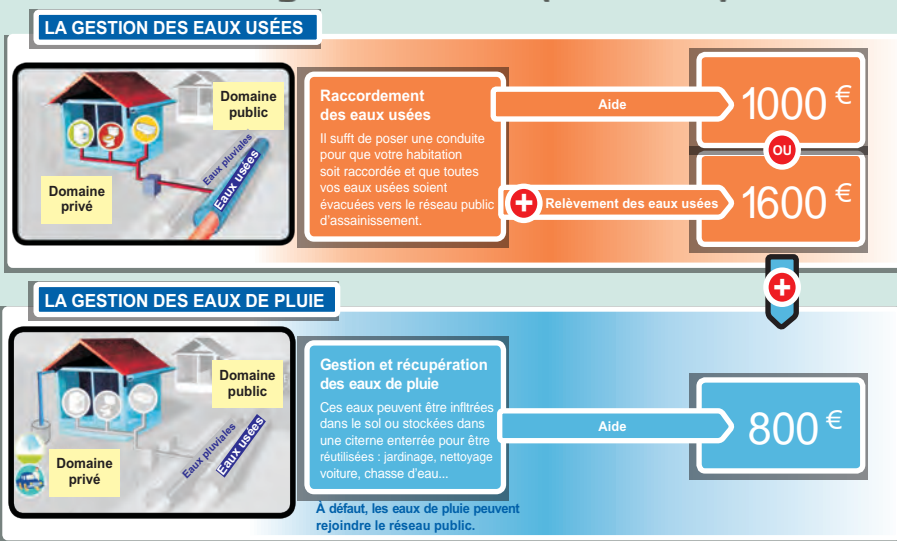 LA GESTION DES EAUX USÉES
Domaine
public
Eaux pluviales
Eaux usées
Domaine
privé
Raccordement
des eaux usées
Il sufft de poser une conduite
pour que votre habitation
soit raccordée et que toutes
vos eaux usées soient
évacuées vers le réseau public
d'assainissement.
Aide
1000 €
OU
+ Relèvement des eaux usées
1600 €
+
LA GESTION DES EAUX DE PLUIE
Domaine
public
Eaux pluviales
Eaux usées
Domaine
privé
Gestion et récupération
des eaux de pluie
Ces eaux peuvent être infltrées
dans le sol ou stockées dans
une citerne enterrée pour être
réutilisées : jardinage, nettoyage
voiture, chasse d'eau...
Aide
800 €
À défaut, les eaux de pluie peuvent
rejoindre le réseau public.